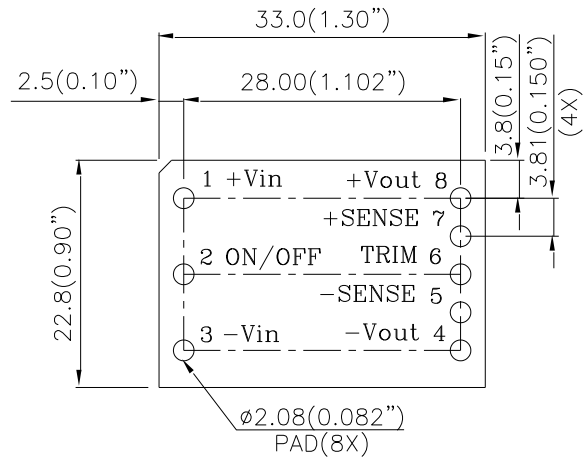 33.0(1.30”)
2.5(0.10”)
28.00(1.102”)
3.8(0.15”)
3.81(0.150”)
(4X)
1 +Vin +Vout 8
+SENSE 7
2 ON/OFF TRIM 6
−SENSE 5
3 −Vin −Vout 4
22.8(0.90”)
ø2.08(0.082”)
PAD(8X)